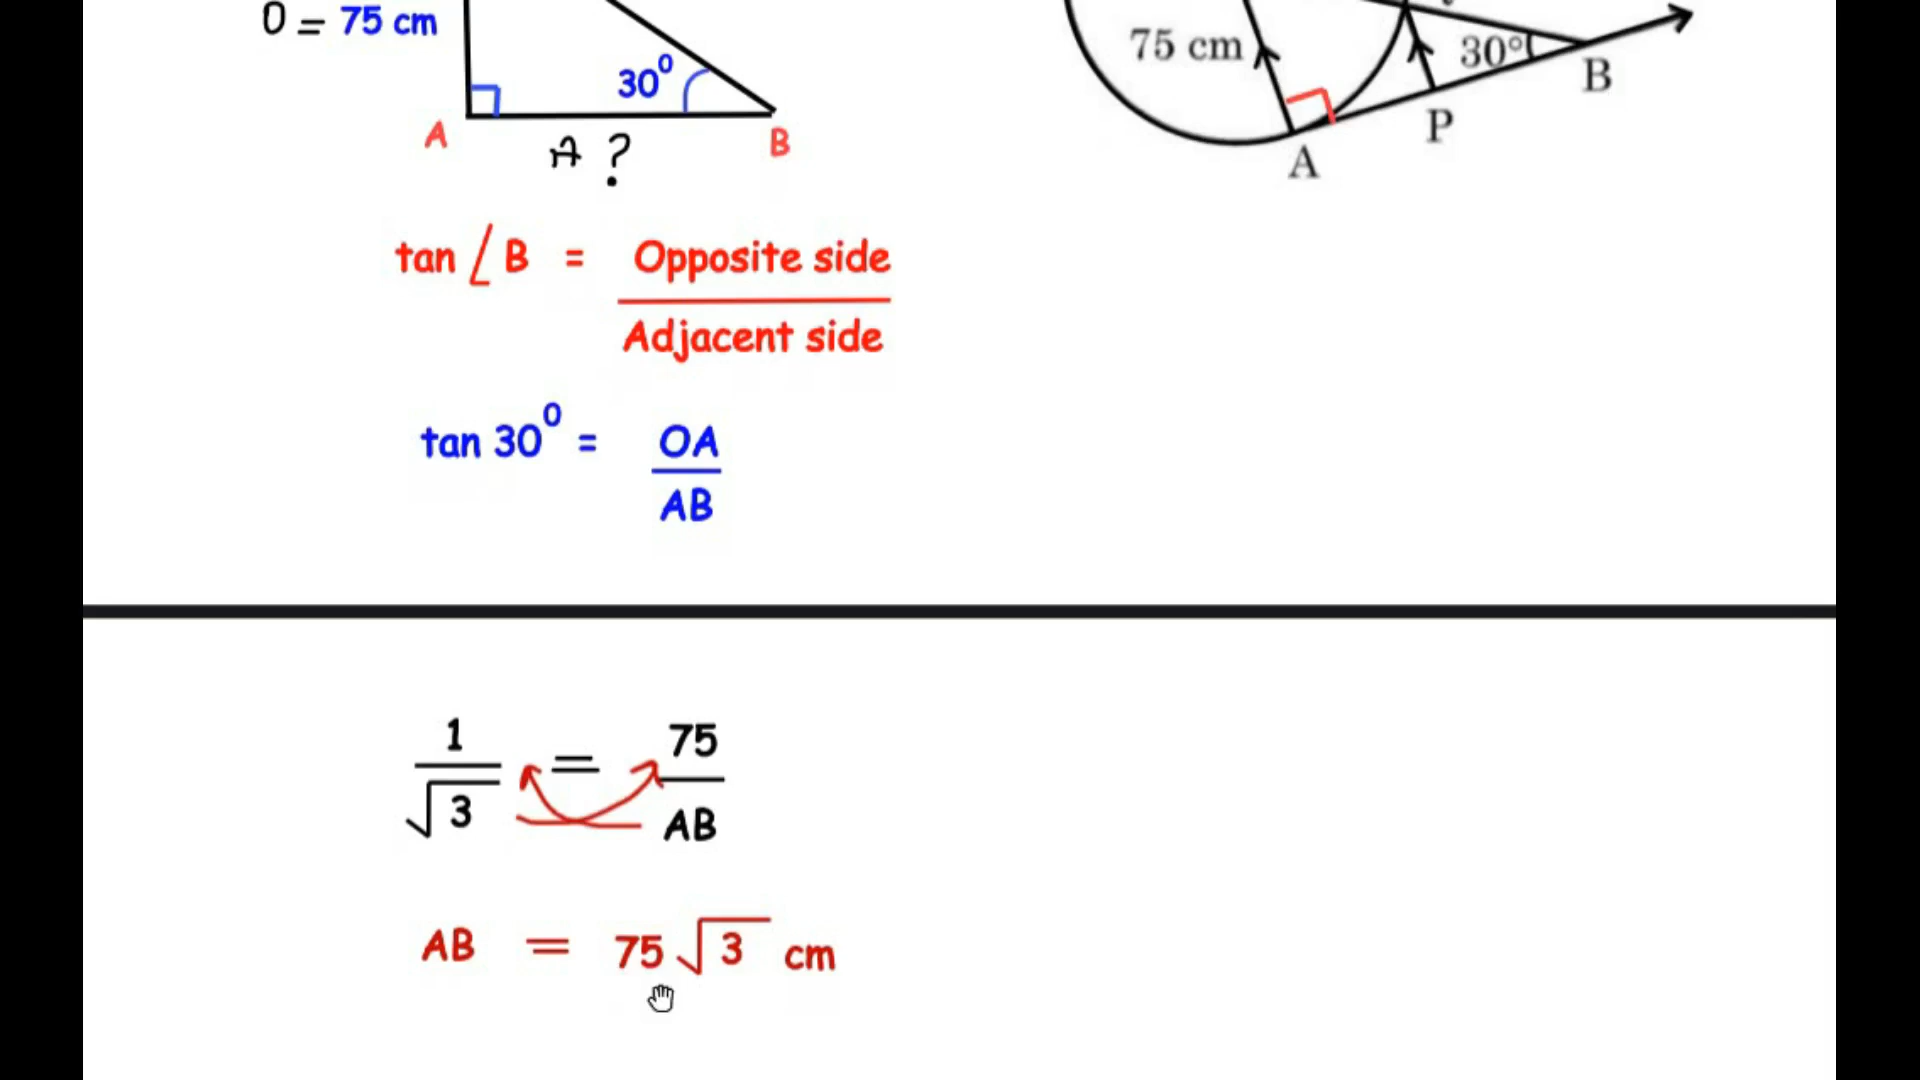 O = 75 cm
30⁰
A
A ?
B
75 cm
30°
B
P
A
tan ∠B = Opposite side
Adjacent side
tan 30⁰ = OA
AB
1 = 75
√3 AB
AB = 75 √3 cm